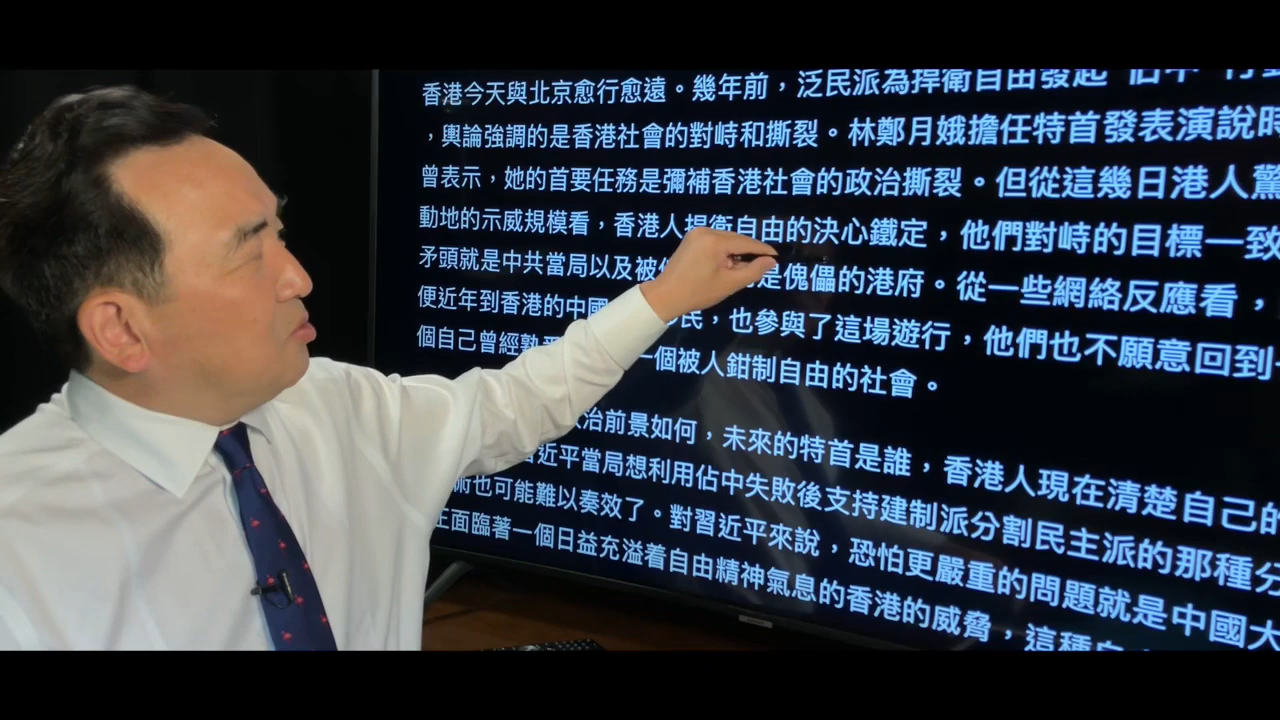 香港今天與北京愈行愈遠。幾年前，泛民派為捍衛自由發起"佔中"行動
，輿論強調的是香港社會的對峙和撕裂。林鄭月娥擔任特首發表演說時
曾表示，她的首要任務是彌補香港社會的政治撕裂。但從這幾日港人驚
動地的示威規模看，香港人捍衛自由的決心鐵定，他們對峙的目標一致
矛頭就是中共當局以及被 是傀儡的港府。從一些網絡反應看，
便近年到香港的中國 移民，也參與了這場遊行，他們也不願意回到
個自己曾經熟 一個被人鉗制自由的社會。
政治前景如何，未來的特首是誰，香港人現在清楚自己的
習近平當局想利用佔中失敗後支持建制派分割民主派的那種分
術也可能難以奏效了。對習近平來說，恐怕更嚴重的問題就是中國大
正面臨著一個日益充溢着自由精神氣息的香港的威脅，這種自